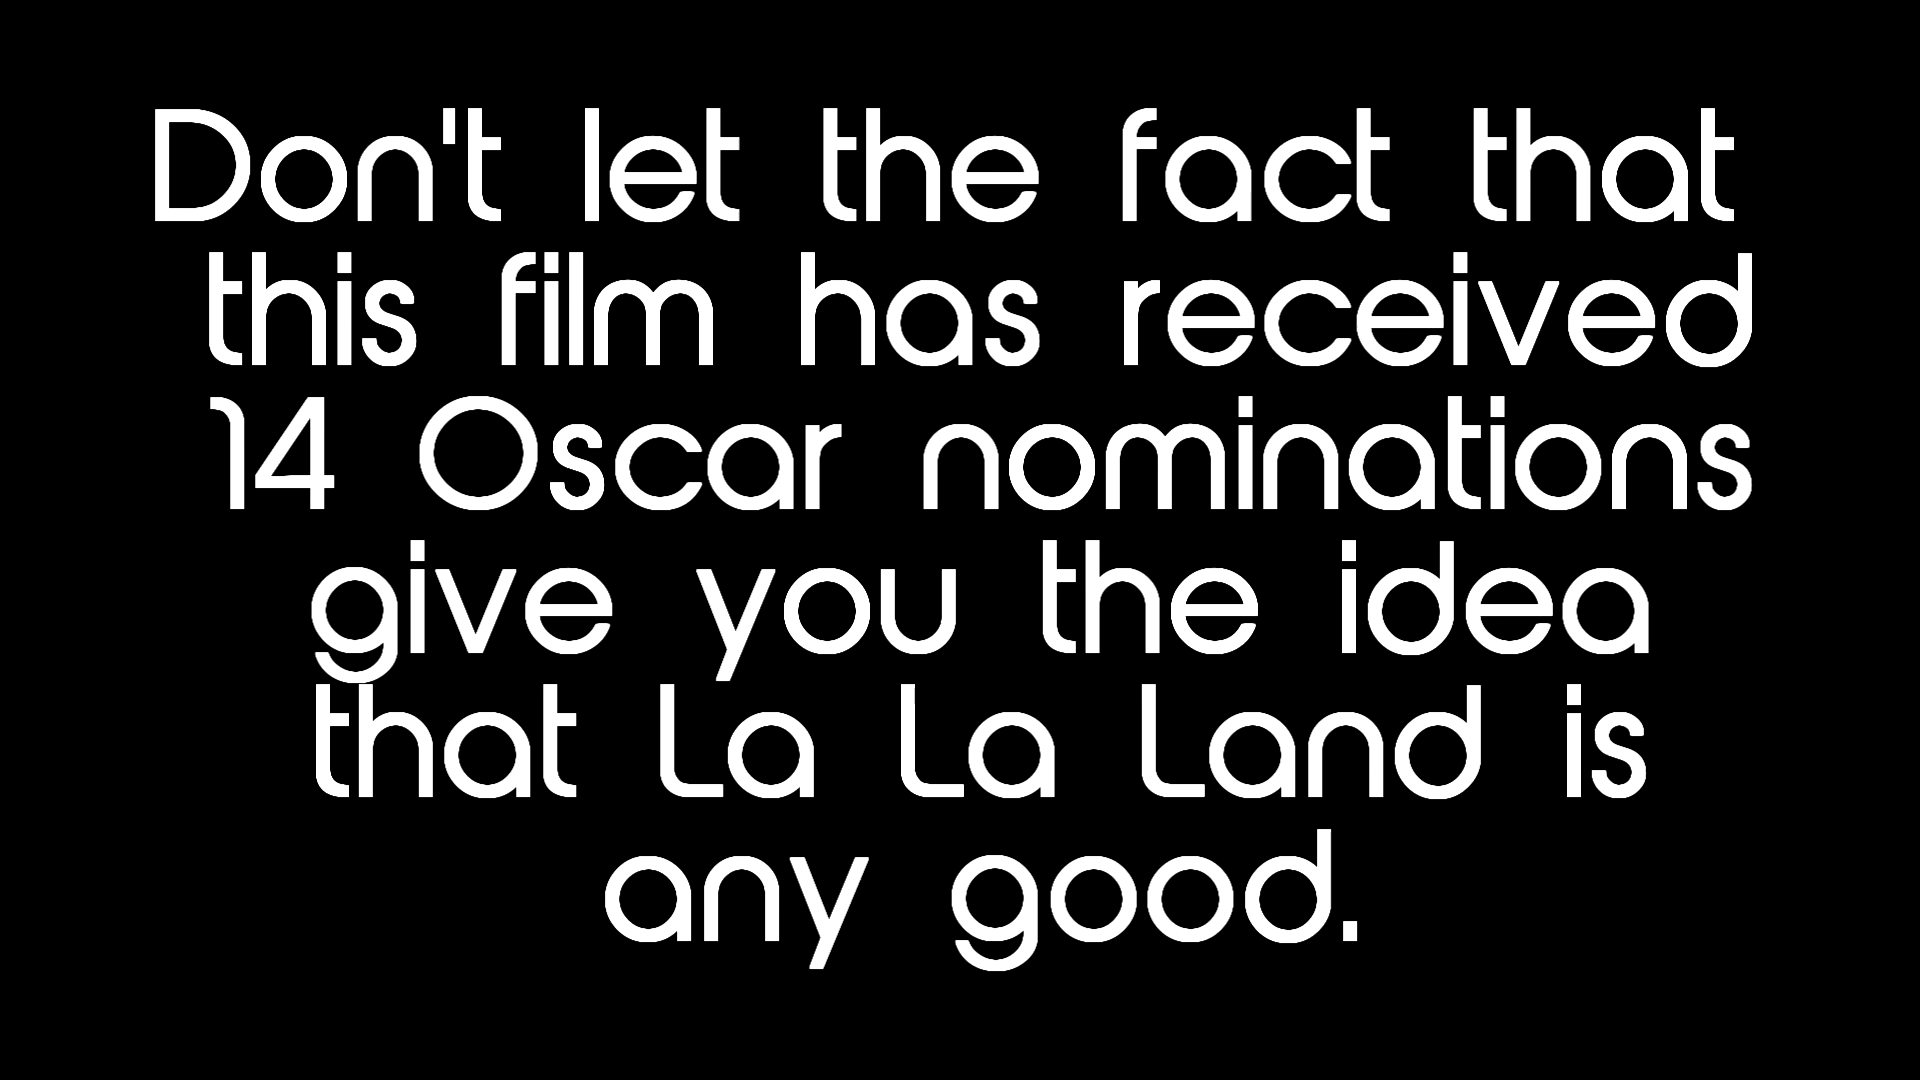 Don't let the fact that
this film has received
14 Oscar nominations
give you the idea
that La La Land is
any good.